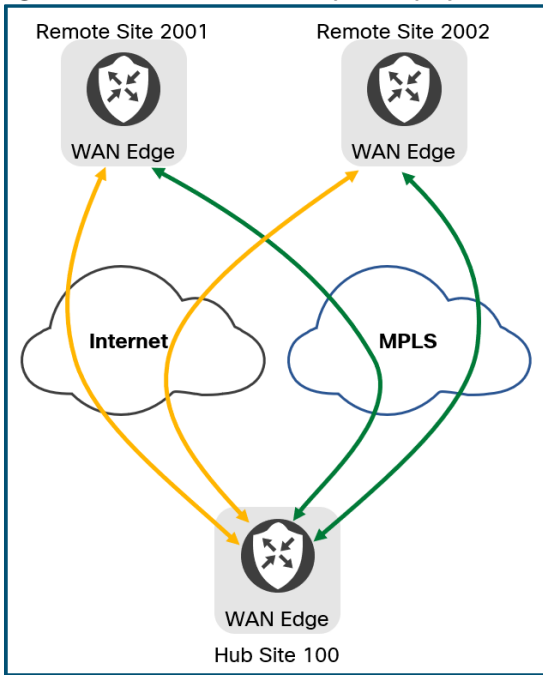 Remote Site 2001
Remote Site 2002
WAN Edge
WAN Edge
Internet
MPLS
WAN Edge
Hub Site 100